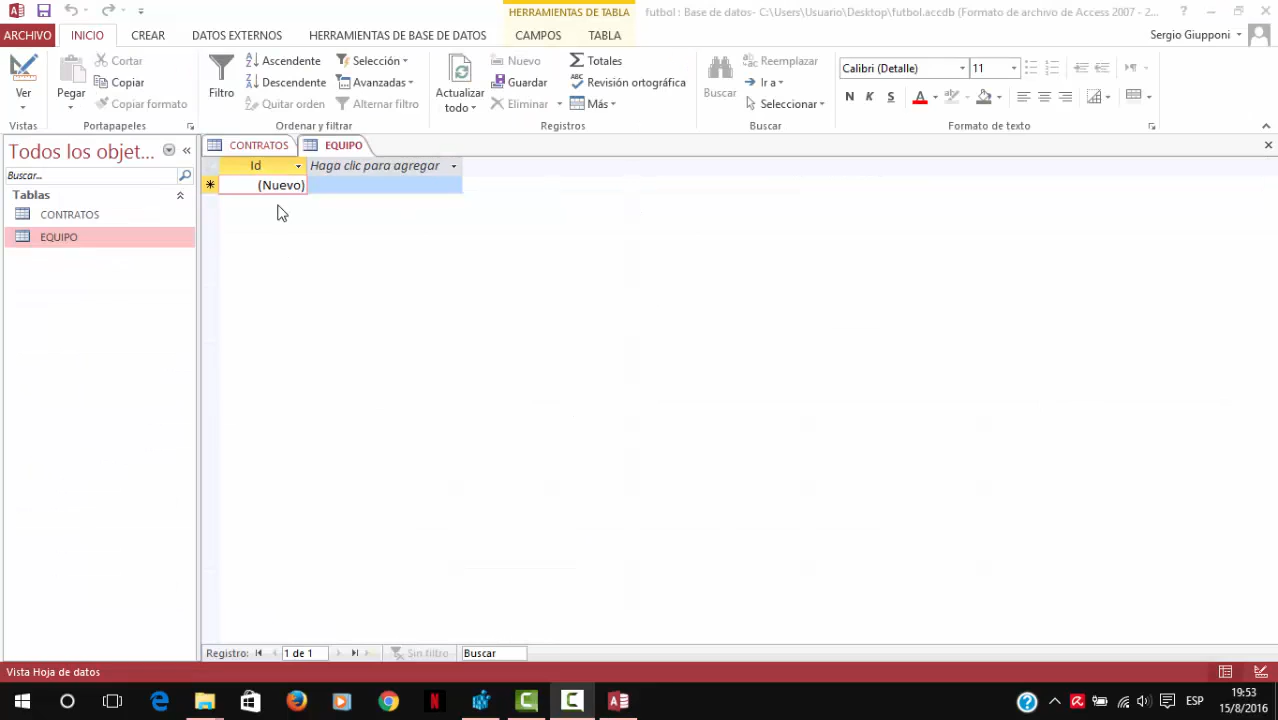 HERRAMIENTAS DE TABLA
futbol : Base de datos- C:\Users\Usuario\Desktop\futbol.accdb (Formato de archivo de Access 2007 - 2... ?
ARCHIVO INICIO CREAR DATOS EXTERNOS HERRAMIENTAS DE BASE DE DATOS CAMPOS TABLA Sergio Giupponi
Ver
Vistas
Pegar
Cortar
Copiar
Copiar formato
Portapapeles
Filtro
Ascendente
Descendente
Quitar orden
Selección
Avanzadas
Alternar filtro
Ordenar y filtrar
Actualizar
todo
Nuevo
Guardar
Eliminar
Totales
Revisión ortográfica
Más
Registros
Buscar
Reemplazar
Ir a
Seleccionar
Buscar
Calibri (Detalle) 11
N K S A
Formato de texto
Todos los objet...
Buscar...
Tablas
CONTRATOS
EQUIPO
CONTRATOS EQUIPO
Id Haga clic para agregar
(Nuevo)
Registro: 1 de 1 Sin filtro Buscar
Vista Hoja de datos
ESP
19:53
15/8/2016